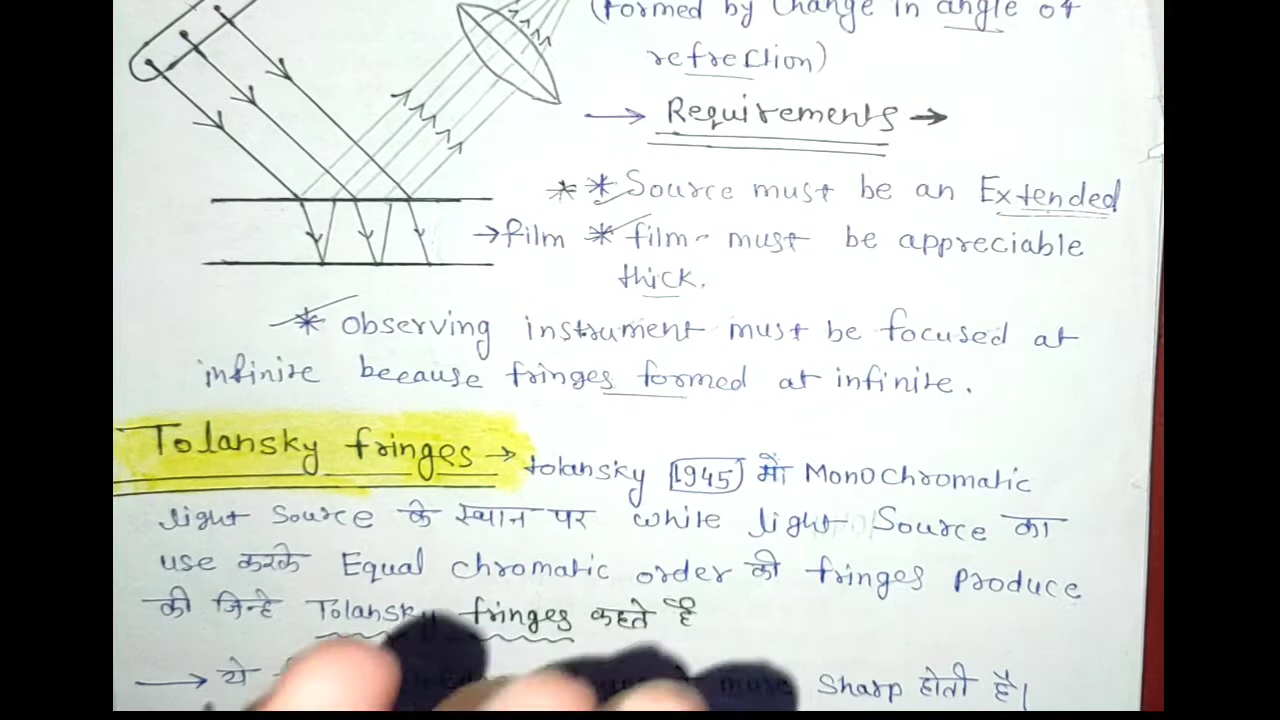 (formed by change in angle of
refrection)
→ Requirements →
* * Source must be an Extended
→ film * film must be appreciable
thick.
* Observing instrument must be focused at
infinite because fringes formed at infinite.
Tolansky fringes → tolansky 1945 में Monochromatic
light source के स्थान पर white light source का
use करके Equal chromatic order की fringes produce
की जिन्हे Tolansky fringes कहते है
→ ये more sharp होती है।